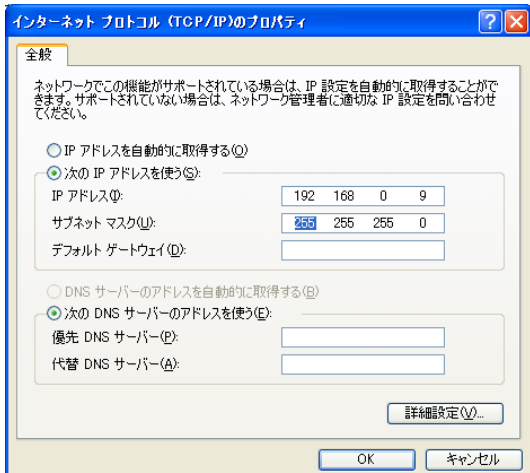 インターネット プロトコル (TCP/IP)のプロパティ
全般
ネットワークでこの機能がサポートされている場合は、IP 設定を自動的に取得することがで
きます。サポートされていない場合は、ネットワーク管理者に適切な IP 設定を問い合わせ
てください。
IP アドレスを自動的に取得する(O)
次の IP アドレスを使う(S):
IP アドレス(I): 192 168 0 9
サブネット マスク(U): 255 255 255 0
デフォルト ゲートウェイ(D):
DNS サーバーのアドレスを自動的に取得する(B)
次の DNS サーバーのアドレスを使う(E):
優先 DNS サーバー(P):
代替 DNS サーバー(A):
詳細設定(V)...
OK キャンセル